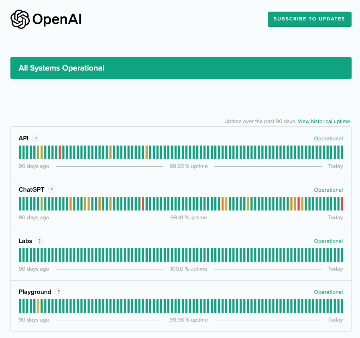 OpenAI
SUBSCRIBE TO UPDATES
All Systems Operational
Uptime over the past 90 days. View historical uptime.
API ? Operational
90 days ago 99.93 % uptime Today
ChatGPT ? Operational
90 days ago 99.41 % uptime Today
Labs ? Operational
90 days ago 100.0 % uptime Today
Playground ? Operational
90 days ago 99.98 % uptime Today